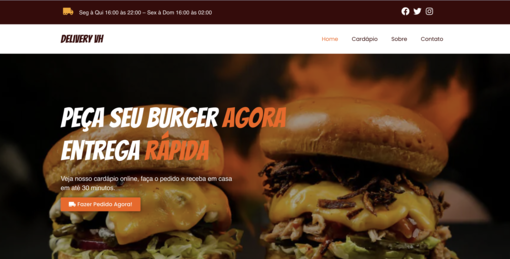 Seg à Qui 16:00 às 22:00 – Sex à Dom 16:00 às 02:00
DELIVERY VH
Home Cardápio Sobre Contato
PEÇA SEU BURGER AGORA
ENTREGA RÁPIDA
Veja nosso cardápio online, faça o pedido e receba em casa
em até 30 minutos.
Fazer Pedido Agora!